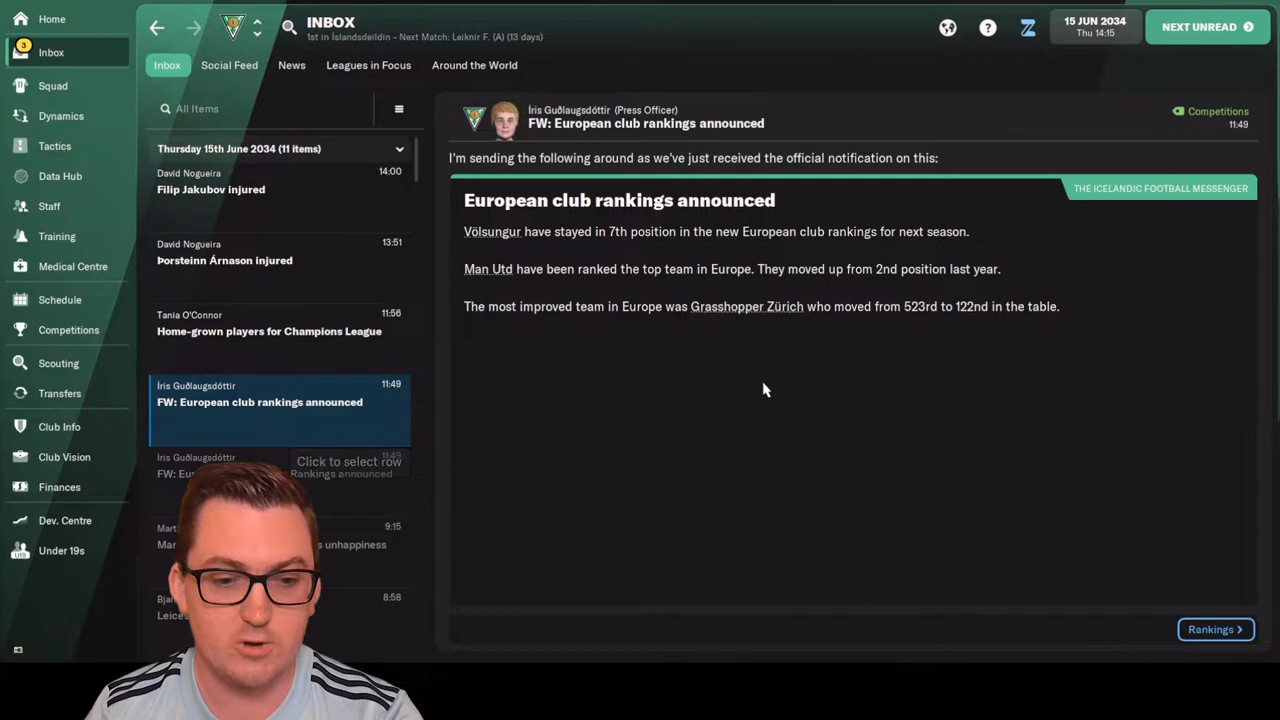 Home
3
Inbox
Squad
Dynamics
Tactics
Data Hub
Staff
Training
Medical Centre
Schedule
Competitions
Scouting
Transfers
Club Info
Club Vision
Finances
Dev. Centre
U19
Under 19s
INBOX
1st in Íslandsdeildin - Next Match: Leiknir F. (A) (13 days)
15 JUN 2034
Thu 14:15
NEXT UNREAD
Inbox
Social Feed
News
Leagues in Focus
Around the World
All Items
Thursday 15th June 2034 (11 items)
David Nogueira
14:00
Filip Jakubov injured
David Nogueira
13:51
Þorsteinn Árnason injured
Tania O'Connor
11:56
Home-grown players for Champions League
Íris Guðlaugsdóttir
11:49
FW: European club rankings announced
Íris Guðlaugsdóttir
11:49
Click to select row
FW: Eu
Rankings announced
Mart
9:15
Mar
s unhappiness
Bjar
8:58
Leic
Íris Guðlaugsdóttir (Press Officer)
FW: European club rankings announced
Competitions
11:49
I'm sending the following around as we've just received the official notification on this:
THE ICELANDIC FOOTBALL MESSENGER
European club rankings announced
Völsungur have stayed in 7th position in the new European club rankings for next season.
Man Utd have been ranked the top team in Europe. They moved up from 2nd position last year.
The most improved team in Europe was Grasshopper Zürich who moved from 523rd to 122nd in the table.
Rankings >